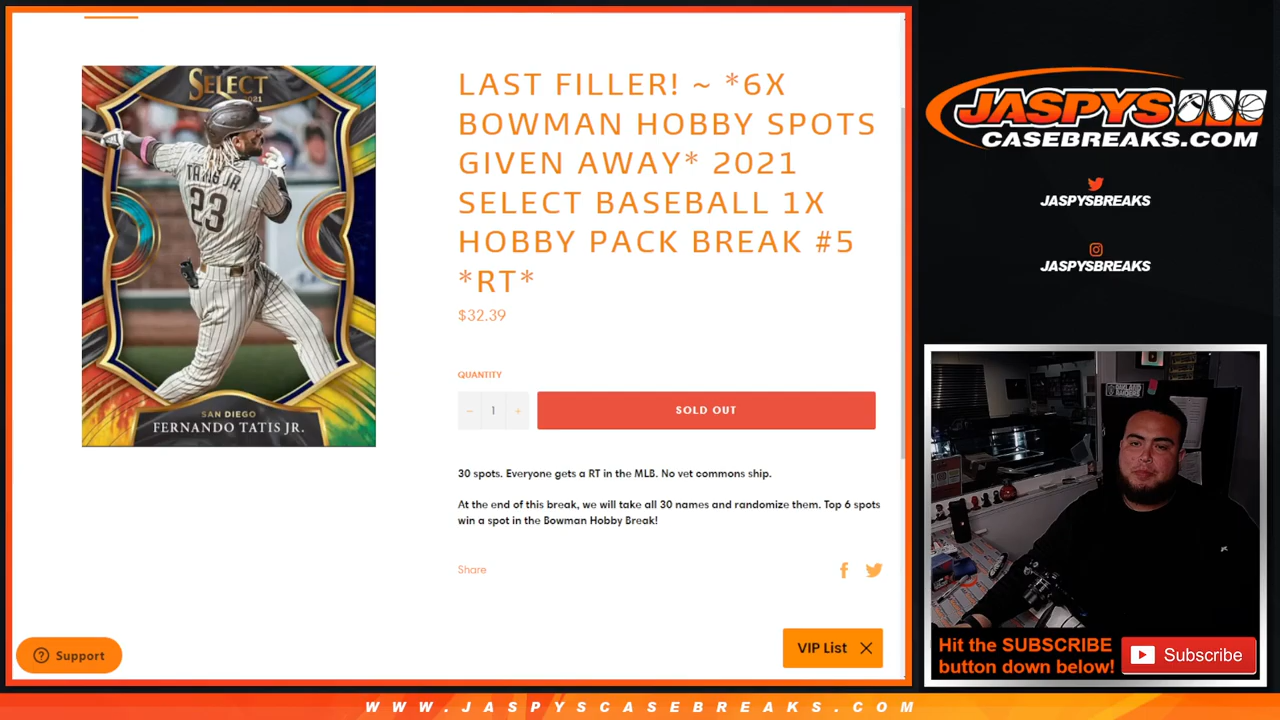 SELECT
2021
TATIS JR.
23
SAN DIEGO
FERNANDO TATIS JR.
LAST FILLER! ~ *6X
BOWMAN HOBBY SPOTS
GIVEN AWAY* 2021
SELECT BASEBALL 1X
HOBBY PACK BREAK #5
*RT*
$32.39
QUANTITY
− 1 +
SOLD OUT
30 spots. Everyone gets a RT in the MLB. No vet commons ship.
At the end of this break, we will take all 30 names and randomize them. Top 6 spots
win a spot in the Bowman Hobby Break!
Share
Support
VIP List
JASPYS
CASEBREAKS.COM
JASPYSBREAKS
JASPYSBREAKS
OAKLAND
RAIDERS
Hit the SUBSCRIBE
button down below!
Subscribe
WWW.JASPYSCASEBREAKS.COM